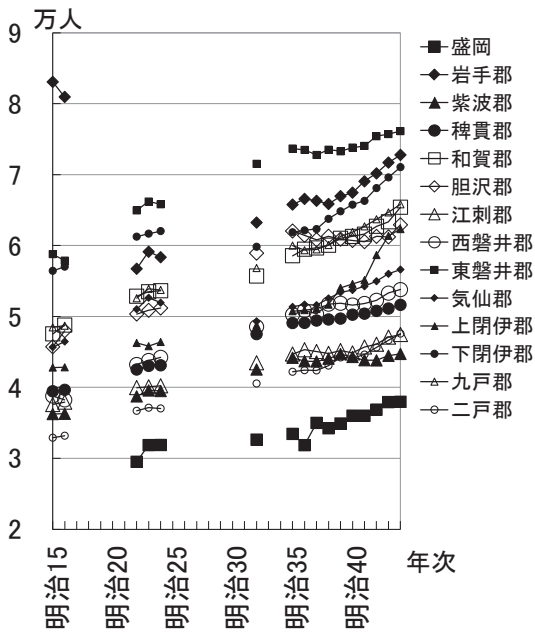 万人
9
8
7
6
5
4
3
2
明治15
明治20
明治25
明治30
明治35
明治40
年次
盛岡
岩手郡
紫波郡
稗貫郡
和賀郡
胆沢郡
江刺郡
西磐井郡
東磐井郡
気仙郡
上閉伊郡
下閉伊郡
九戸郡
二戸郡